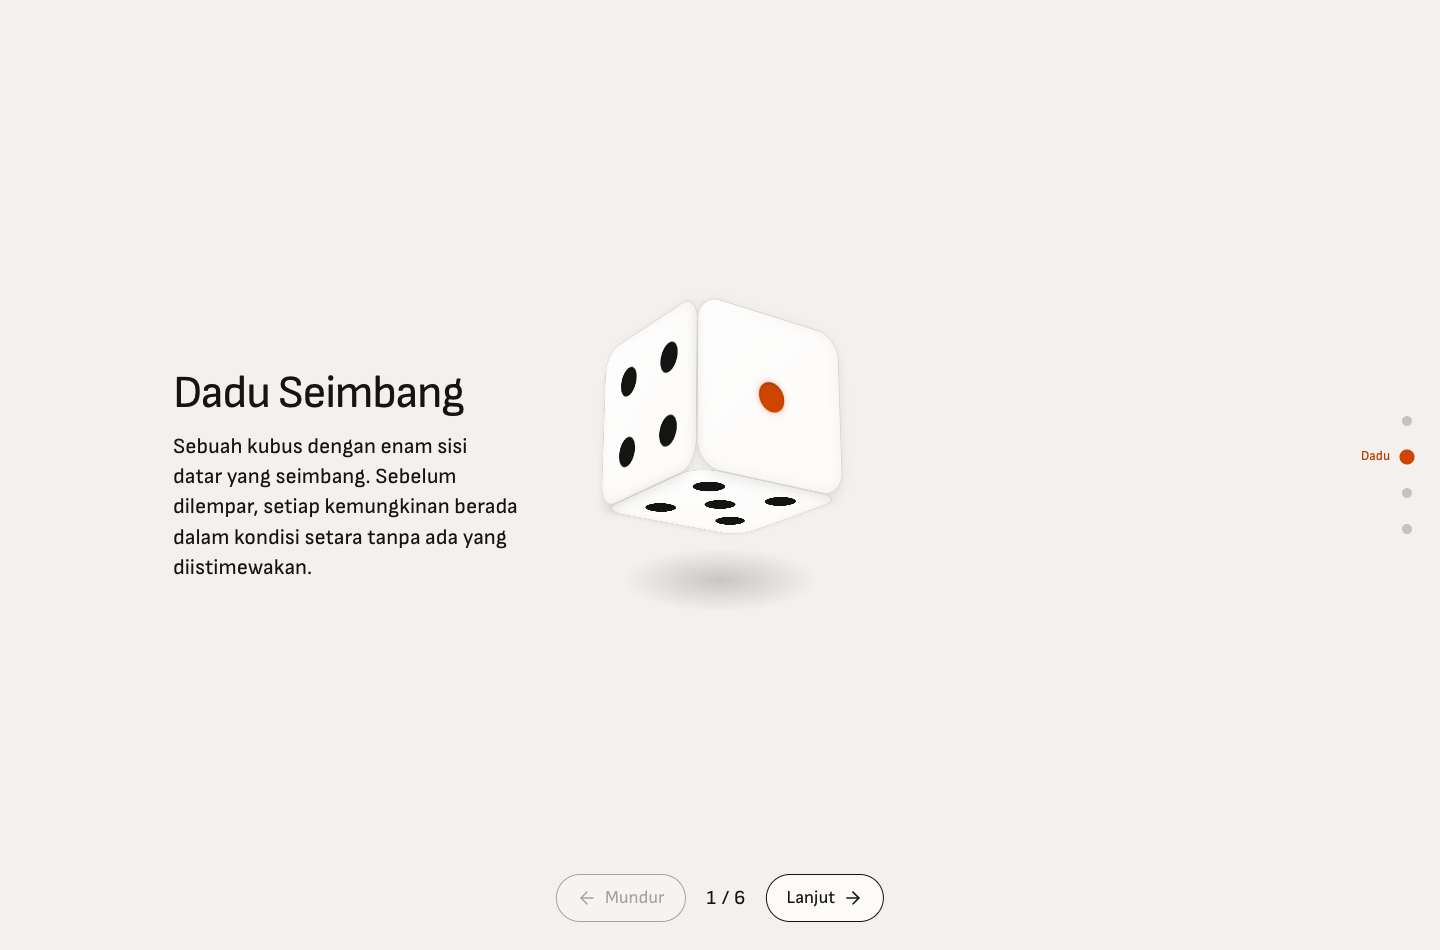 Dadu Seimbang
Sebuah kubus dengan enam sisi
datar yang seimbang. Sebelum
dilempar, setiap kemungkinan berada
dalam kondisi setara tanpa ada yang
diistimewakan.
Dadu
Mundur
1 / 6
Lanjut